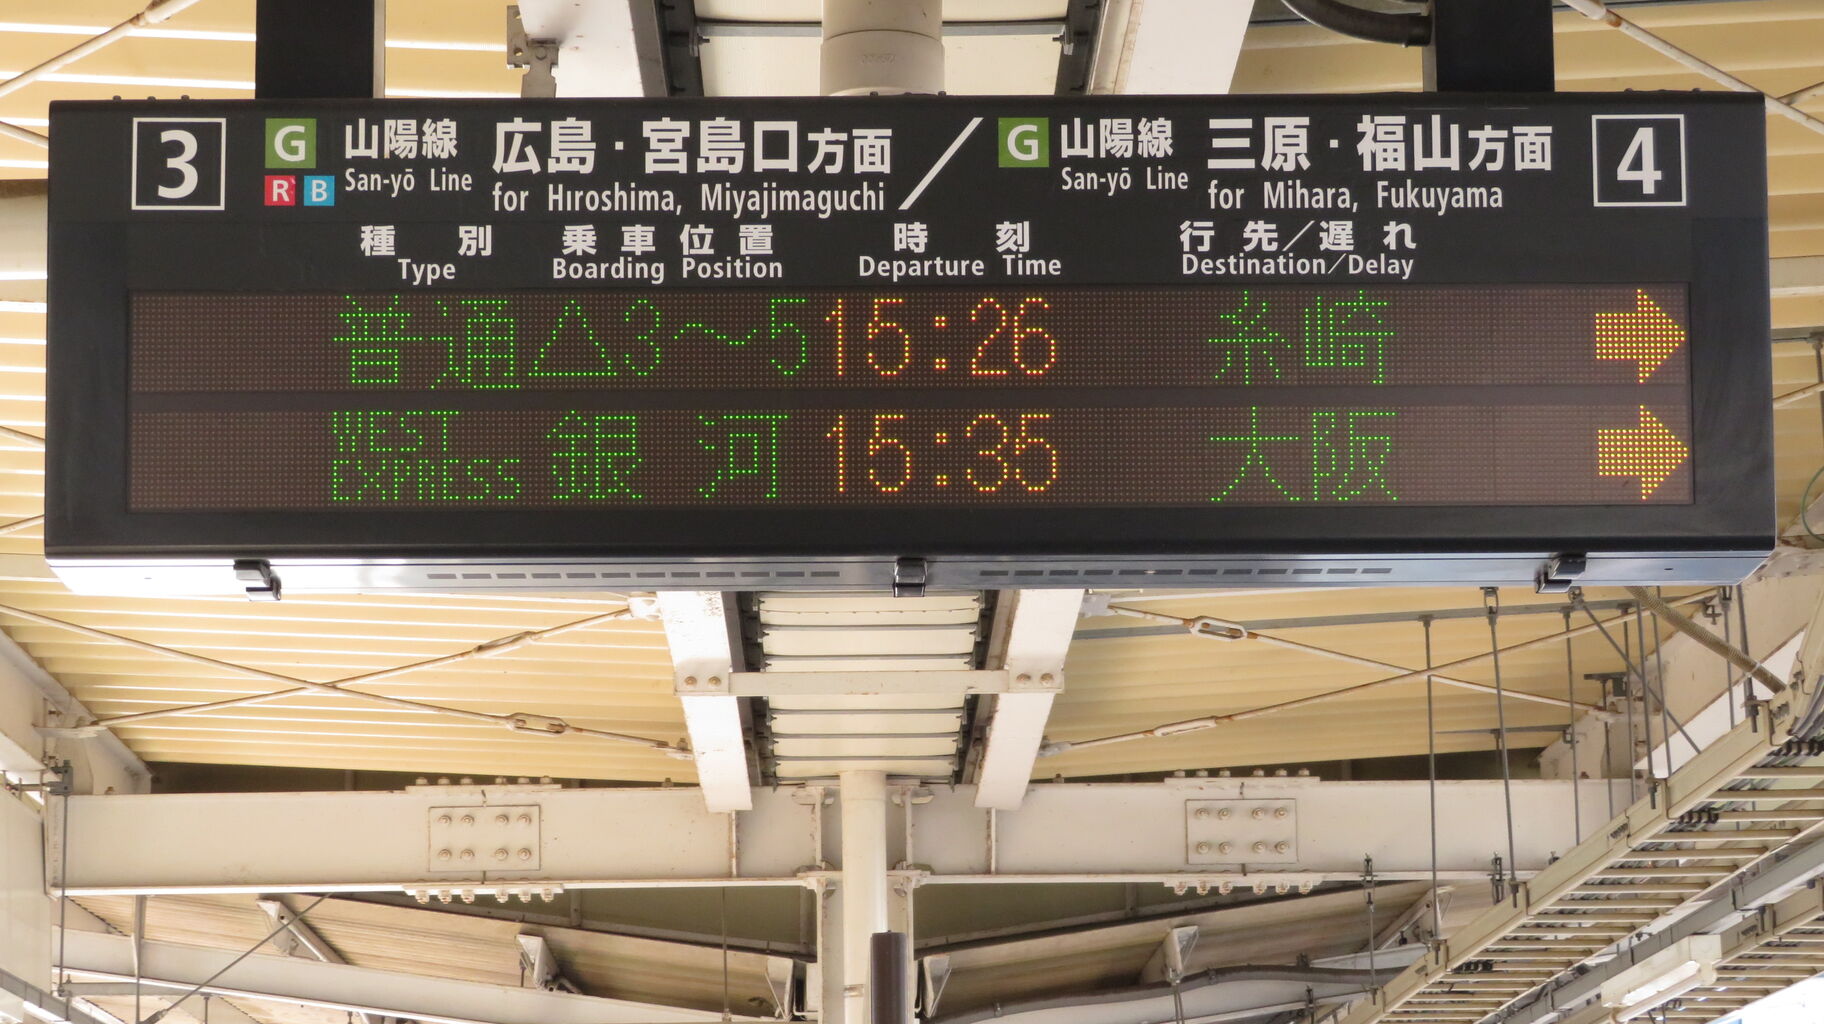 3 G 山陽線 広島・宮島口方面 ／ G 山陽線 三原・福山方面 4
R B San-yō Line for Hiroshima, Miyajimaguchi San-yō Line for Mihara, Fukuyama
種別 乗車位置 時刻 行先／遅れ
Type Boarding Position Departure Time Destination/Delay
普通 △3～5 15:26 糸崎
WEST EXPRESS 銀河 15:35 大阪